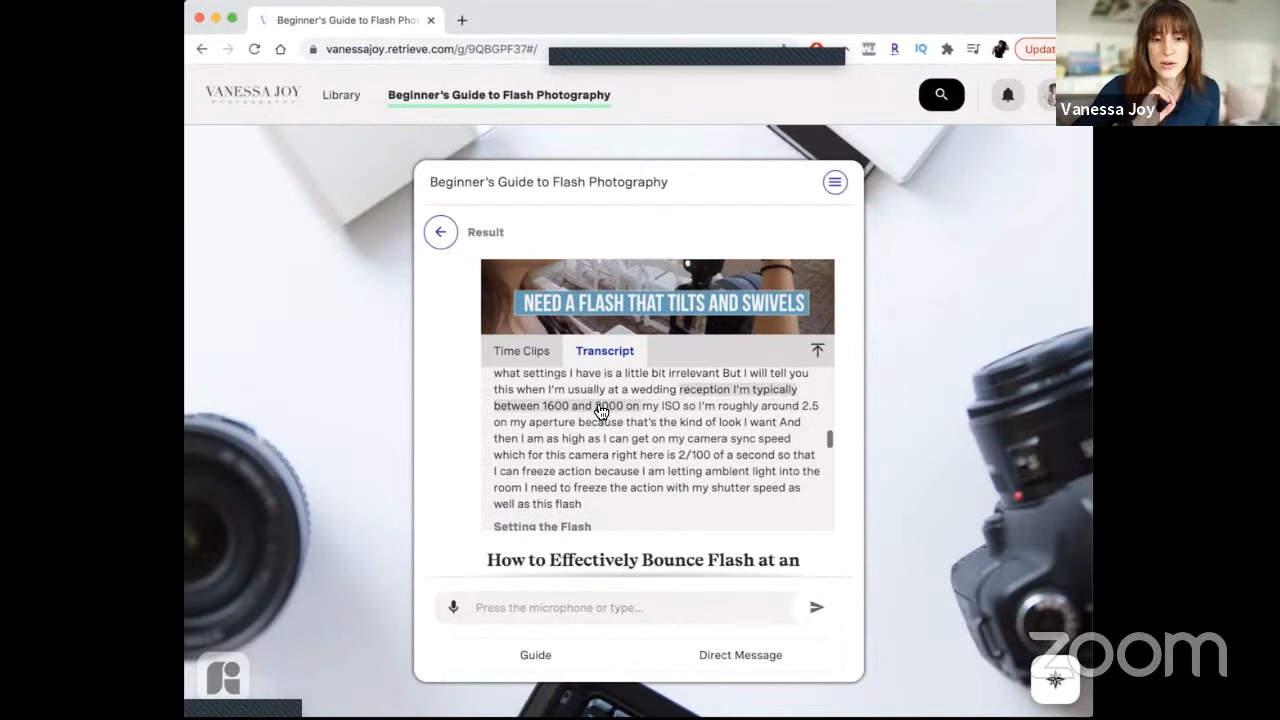 Beginner's Guide to Flash Phot
vanessajoy.retrieve.com/g/9QBGPF37#/
IQ
Updat
VANESSA JOY
PHOTOGRAPHY
Library
Beginner's Guide to Flash Photography
Vanessa Joy
Beginner's Guide to Flash Photography
Result
NEED A FLASH THAT TILTS AND SWIVELS
Time Clips
Transcript
what settings I have is a little bit irrelevant But I will tell you
this when I'm usually at a wedding reception I'm typically
between 1600 and 2000 on my ISO so I'm roughly around 2.5
on my aperture because that's the kind of look I want And
then I am as high as I can get on my camera sync speed
which for this camera right here is 2/100 of a second so that
I can freeze action because I am letting ambient light into the
room I need to freeze the action with my shutter speed as
well as this flash
Setting the Flash
How to Effectively Bounce Flash at an
Press the microphone or type...
Guide
Direct Message
zoom